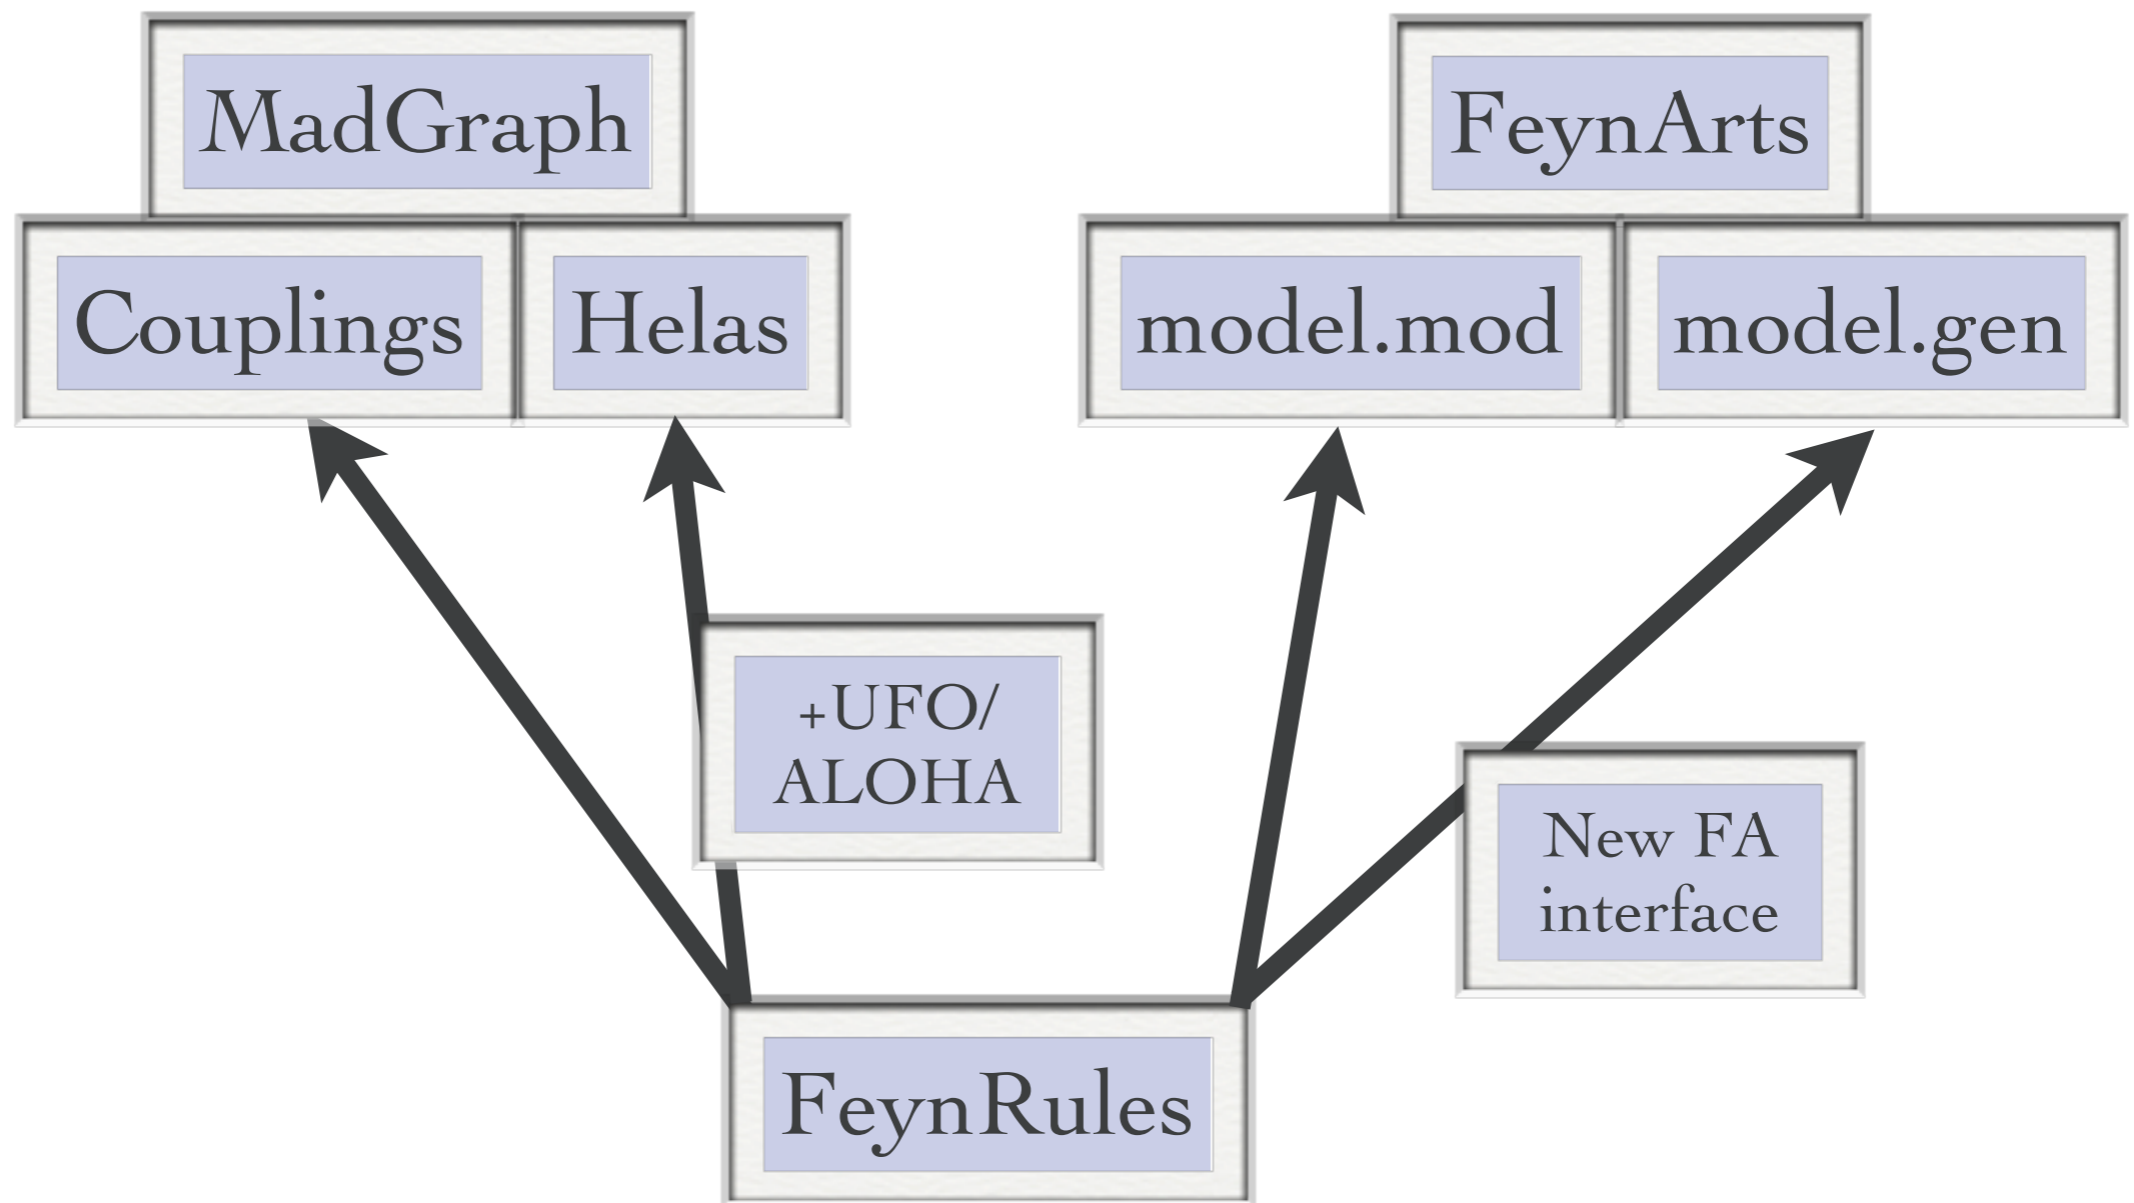 MadGraph
FeynArts
Couplings
Helas
model.mod
model.gen
+UFO/
ALOHA
New FA
interface
FeynRules